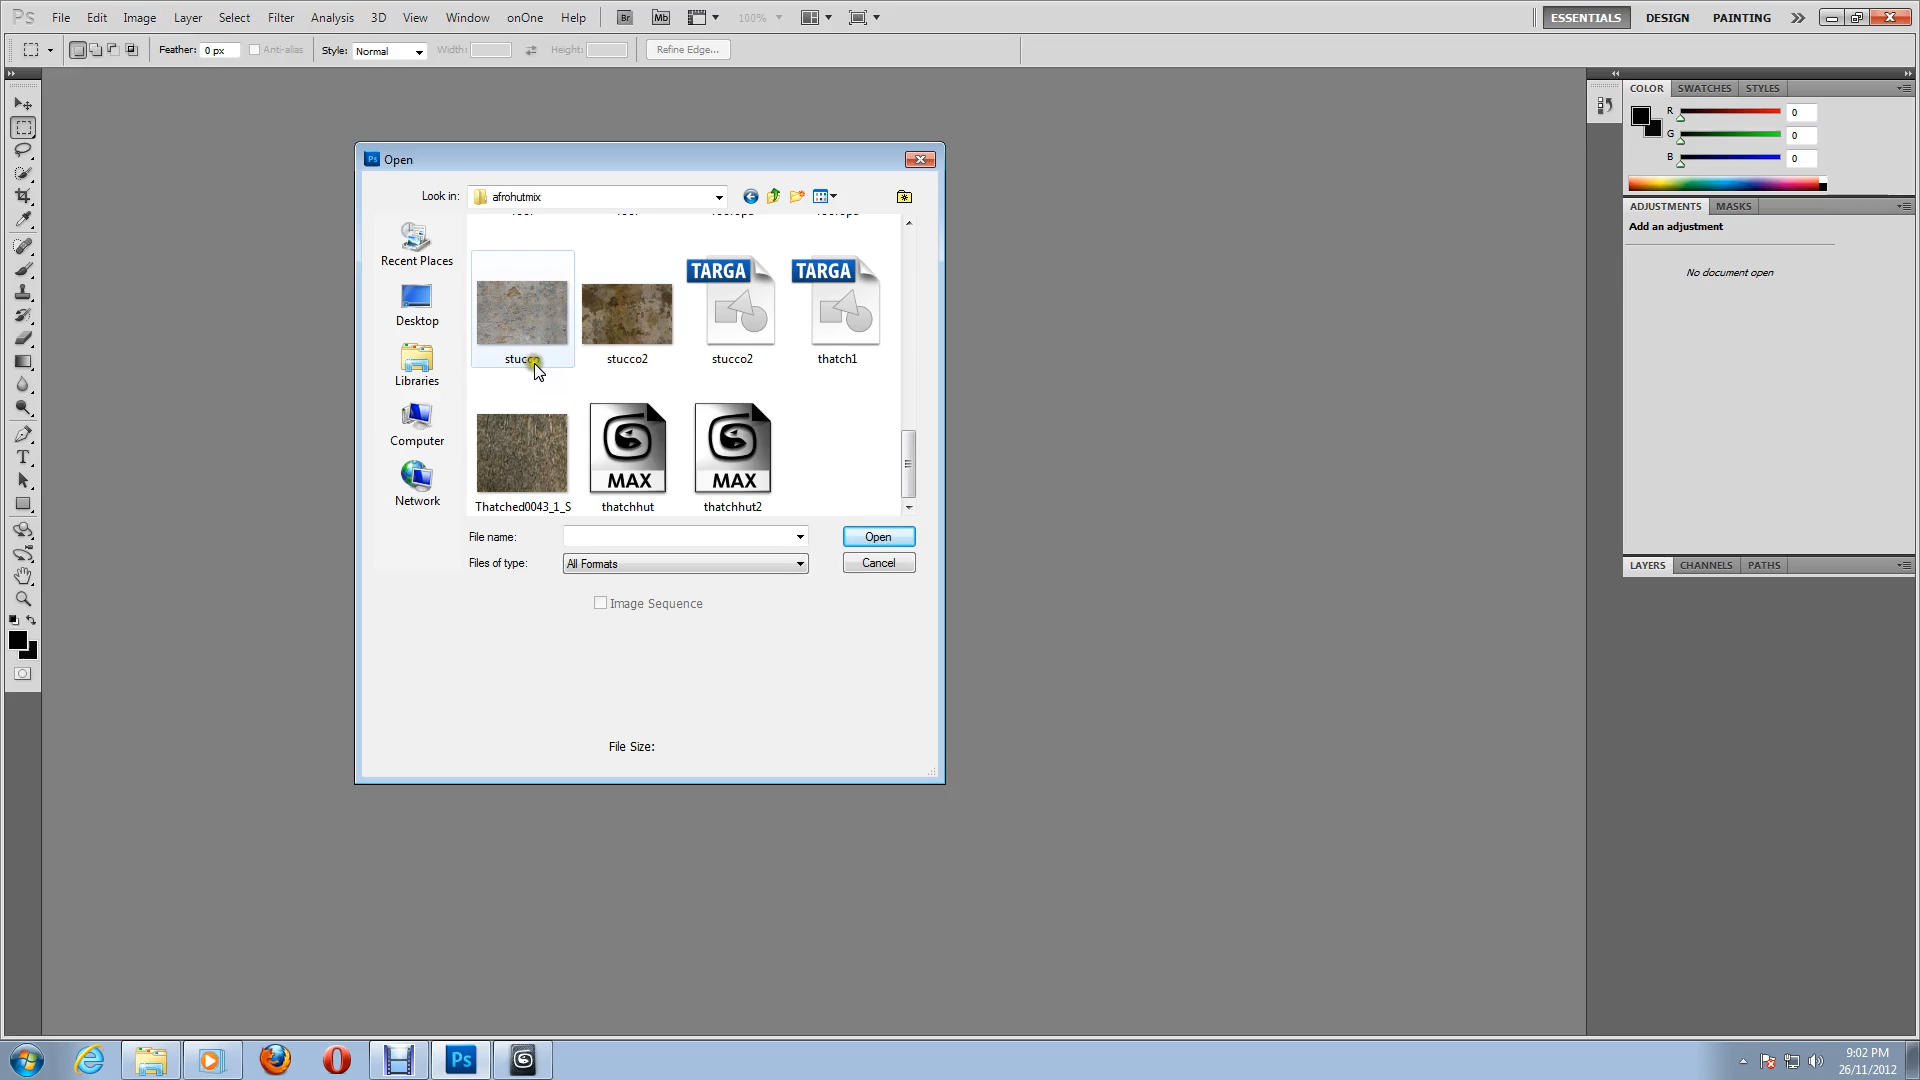 Ps File Edit Image Layer Select Filter Analysis 3D View Window onOne Help Br Mb 100% ESSENTIALS DESIGN PAINTING
Feather: 0 px Anti-alias Style: Normal Width: Height: Refine Edge...
COLOR SWATCHES STYLES
R 0
G 0
B 0
ADJUSTMENTS MASKS
Add an adjustment
No document open
LAYERS CHANNELS PATHS
Ps Open
Look in: afrohutmix
Recent Places
Desktop
Libraries
Computer
Network
TARGA TARGA
stucco stucco2 stucco2 thatch1
MAX MAX
Thatched0043_1_S thatchhut thatchhut2
File name: Open
Files of type: All Formats Cancel
Image Sequence
File Size:
Ps
9:02 PM
26/11/2012